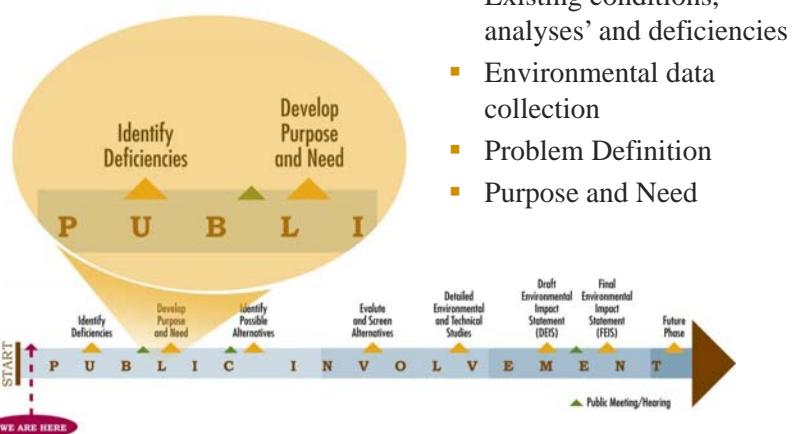 Existing conditions,
analyses’ and deficiencies
Environmental data
collection
Problem Definition
Purpose and Need
Identify
Deficiencies
Develop
Purpose
and Need
P U B L I
Identify
Deficiencies
Develop
Purpose
and Need
Identify
Possible
Alternatives
Evalute
and Screen
Alternatives
Detailed
Environmental
and Technical
Studies
Draft
Environmental
Impact
Statement
(DEIS)
Final
Environmental
Impact
Statement
(FEIS)
Future
Phase
START
P U B L I C I N V O L V E M E N T
Public Meeting/Hearing
WE ARE HERE